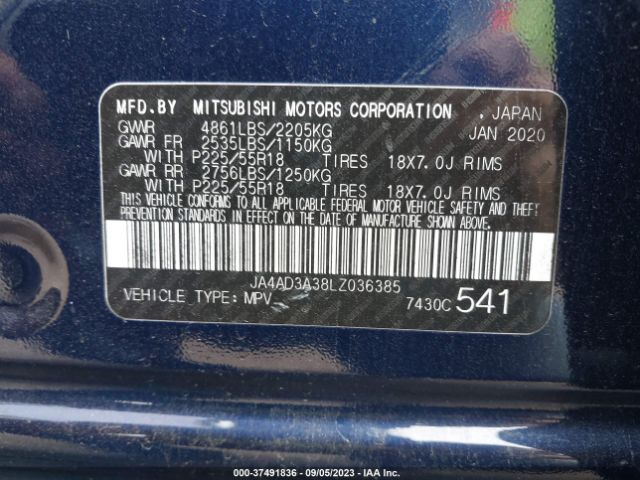 MFD.BY MITSUBISHI MOTORS CORPORATION , JAPAN
GVWR 4861LBS/2205KG JAN 2020
GAWR FR 2535LBS/1150KG
WITH P225/55R18 TIRES 18X7.0J RIMS
GAWR RR 2756LBS/1250KG
WITH P225/55R18 TIRES 18X7.0J RIMS
THIS VEHICLE CONFORMS TO ALL APPLICABLE FEDERAL MOTOR VEHICLE SAFETY AND THEFT
PREVENTION STANDARDS IN EFFECT ON THE DATE OF MANUFACTURE SHOWN ABOVE.
JA4AD3A38LZ036385
VEHICLE TYPE: MPV 7430C 541
000-37491836 - 09/05/2023 - IAA Inc.